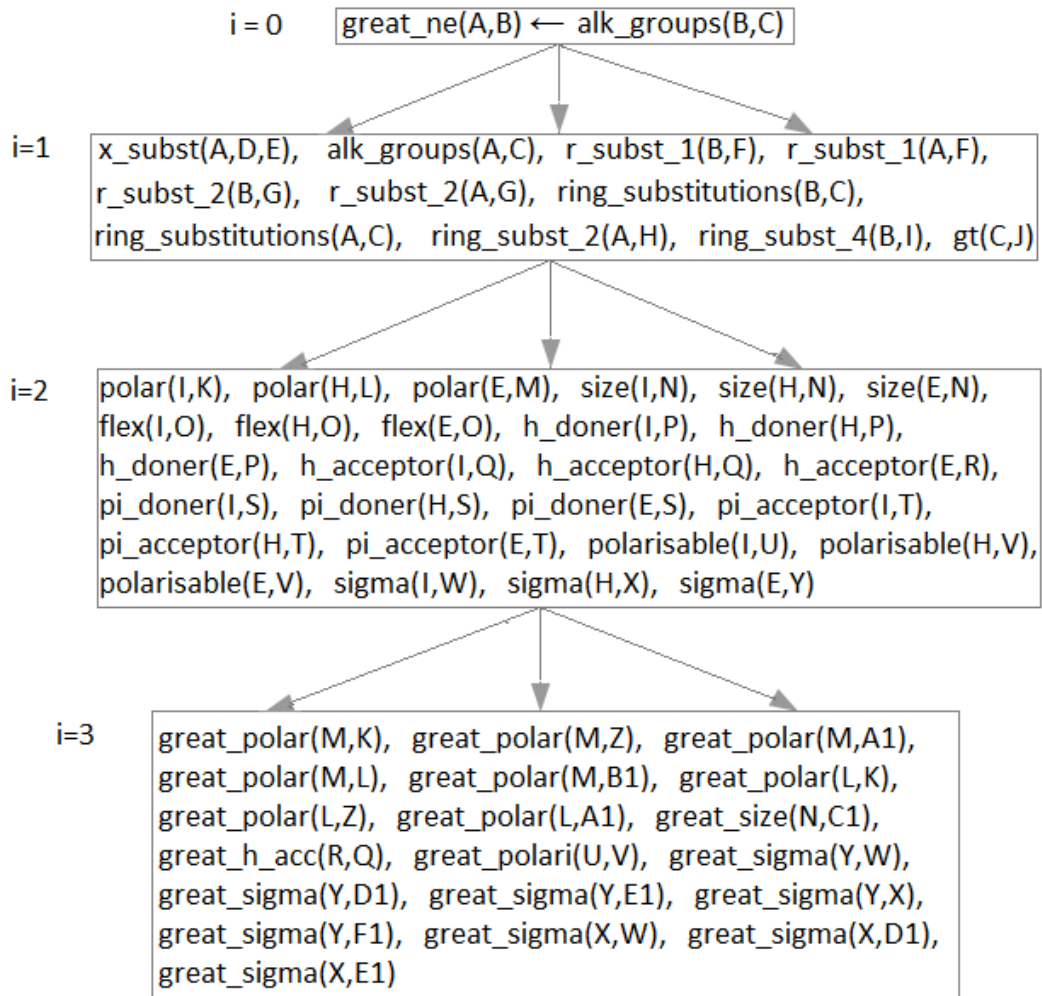 i = 0 great_ne(A,B) ← alk_groups(B,C)
i=1 x_subst(A,D,E), alk_groups(A,C), r_subst_1(B,F), r_subst_1(A,F),
r_subst_2(B,G), r_subst_2(A,G), ring_substitutions(B,C),
ring_substitutions(A,C), ring_subst_2(A,H), ring_subst_4(B,I), gt(C,J)
i=2 polar(I,K), polar(H,L), polar(E,M), size(I,N), size(H,N), size(E,N),
flex(I,O), flex(H,O), flex(E,O), h_doner(I,P), h_doner(H,P),
h_doner(E,P), h_acceptor(I,Q), h_acceptor(H,Q), h_acceptor(E,R),
pi_doner(I,S), pi_doner(H,S), pi_doner(E,S), pi_acceptor(I,T),
pi_acceptor(H,T), pi_acceptor(E,T), polarisable(I,U), polarisable(H,V),
polarisable(E,V), sigma(I,W), sigma(H,X), sigma(E,Y)
i=3 great_polar(M,K), great_polar(M,Z), great_polar(M,A1),
great_polar(M,L), great_polar(M,B1), great_polar(L,K),
great_polar(L,Z), great_polar(L,A1), great_size(N,C1),
great_h_acc(R,Q), great_polari(U,V), great_sigma(Y,W),
great_sigma(Y,D1), great_sigma(Y,E1), great_sigma(Y,X),
great_sigma(Y,F1), great_sigma(X,W), great_sigma(X,D1),
great_sigma(X,E1)